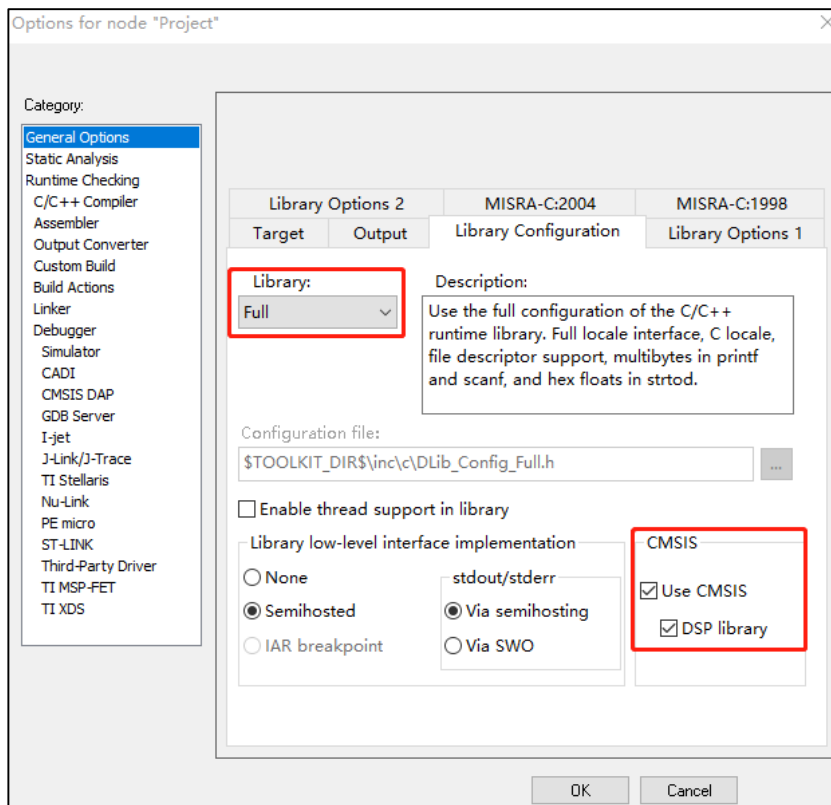 Options for node "Project"
Category:
General Options
Static Analysis
Runtime Checking
C/C++ Compiler
Assembler
Output Converter
Custom Build
Build Actions
Linker
Debugger
Simulator
CADI
CMSIS DAP
GDB Server
I-jet
J-Link/J-Trace
TI Stellaris
Nu-Link
PE micro
ST-LINK
Third-Party Driver
TI MSP-FET
TI XDS
Library Options 2 MISRA-C:2004 MISRA-C:1998
Target Output Library Configuration Library Options 1
Library:
Full
Description:
Use the full configuration of the C/C++
runtime library. Full locale interface, C locale,
file descriptor support, multibytes in printf
and scanf, and hex floats in strtod.
Configuration file:
$TOOLKIT_DIR$\inc\c\DLib_Config_Full.h
...
Enable thread support in library
Library low-level interface implementation
None
Semihosted
IAR breakpoint
stdout/stderr
Via semihosting
Via SWO
CMSIS
Use CMSIS
DSP library
OK Cancel